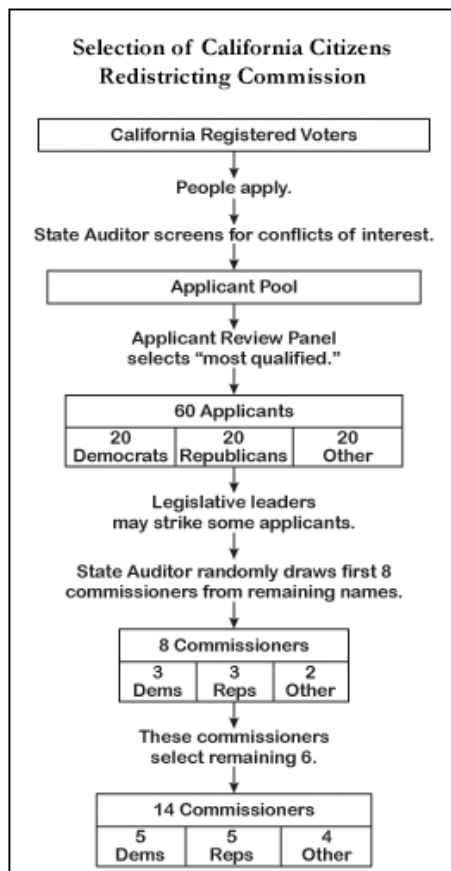 Selection of California Citizens
Redistricting Commission
California Registered Voters
People apply.
State Auditor screens for conflicts of interest.
Applicant Pool
Applicant Review Panel
selects “most qualified.”
60 Applicants
20 Democrats
20 Republicans
20 Other
Legislative leaders
may strike some applicants.
State Auditor randomly draws first 8
commissioners from remaining names.
8 Commissioners
3 Dems
3 Reps
2 Other
These commissioners
select remaining 6.
14 Commissioners
5 Dems
5 Reps
4 Other